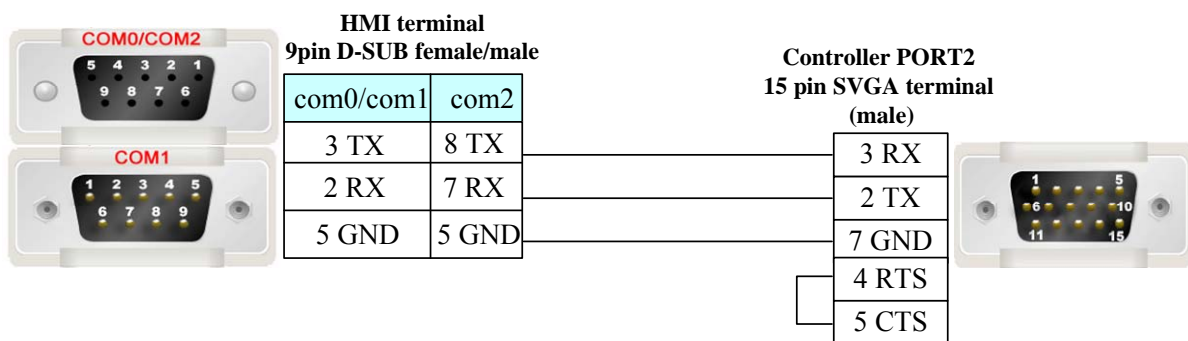 COM0/COM2
5 4 3 2 1
9 8 7 6
COM1
1 2 3 4 5
6 7 8 9
HMI terminal
9pin D-SUB female/male
com0/com1 com2
3 TX 8 TX
2 RX 7 RX
5 GND 5 GND
Controller PORT2
15 pin SVGA terminal
(male)
3 RX
2 TX
7 GND
4 RTS
5 CTS
1 5
6 10
11 15